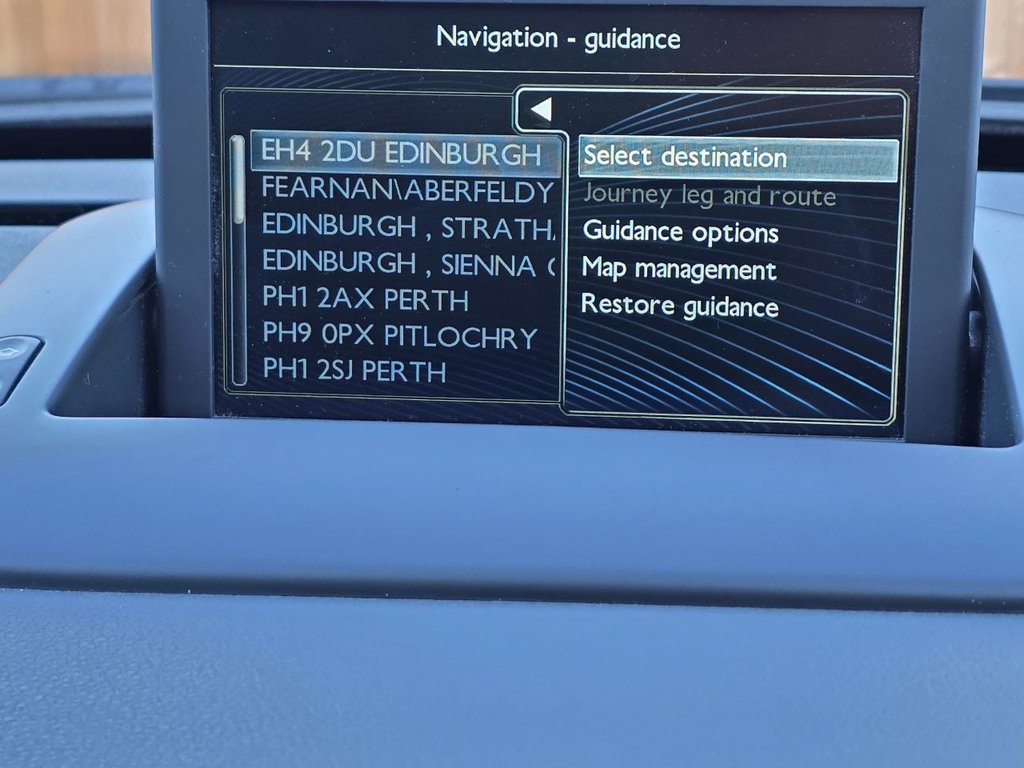 Navigation - guidance
EH4 2DU EDINBURGH
FEARNAN\ABERFELDY
EDINBURGH , STRATH
EDINBURGH , SIENNA
PH1 2AX PERTH
PH9 0PX PITLOCHRY
PH1 2SJ PERTH
Select destination
Journey leg and route
Guidance options
Map management
Restore guidance